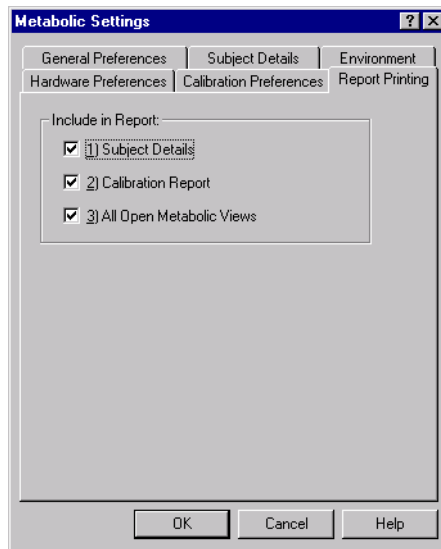 Metabolic Settings
General Preferences Subject Details Environment
Hardware Preferences Calibration Preferences Report Printing
Include in Report:
1) Subject Details
2) Calibration Report
3) All Open Metabolic Views
OK Cancel Help